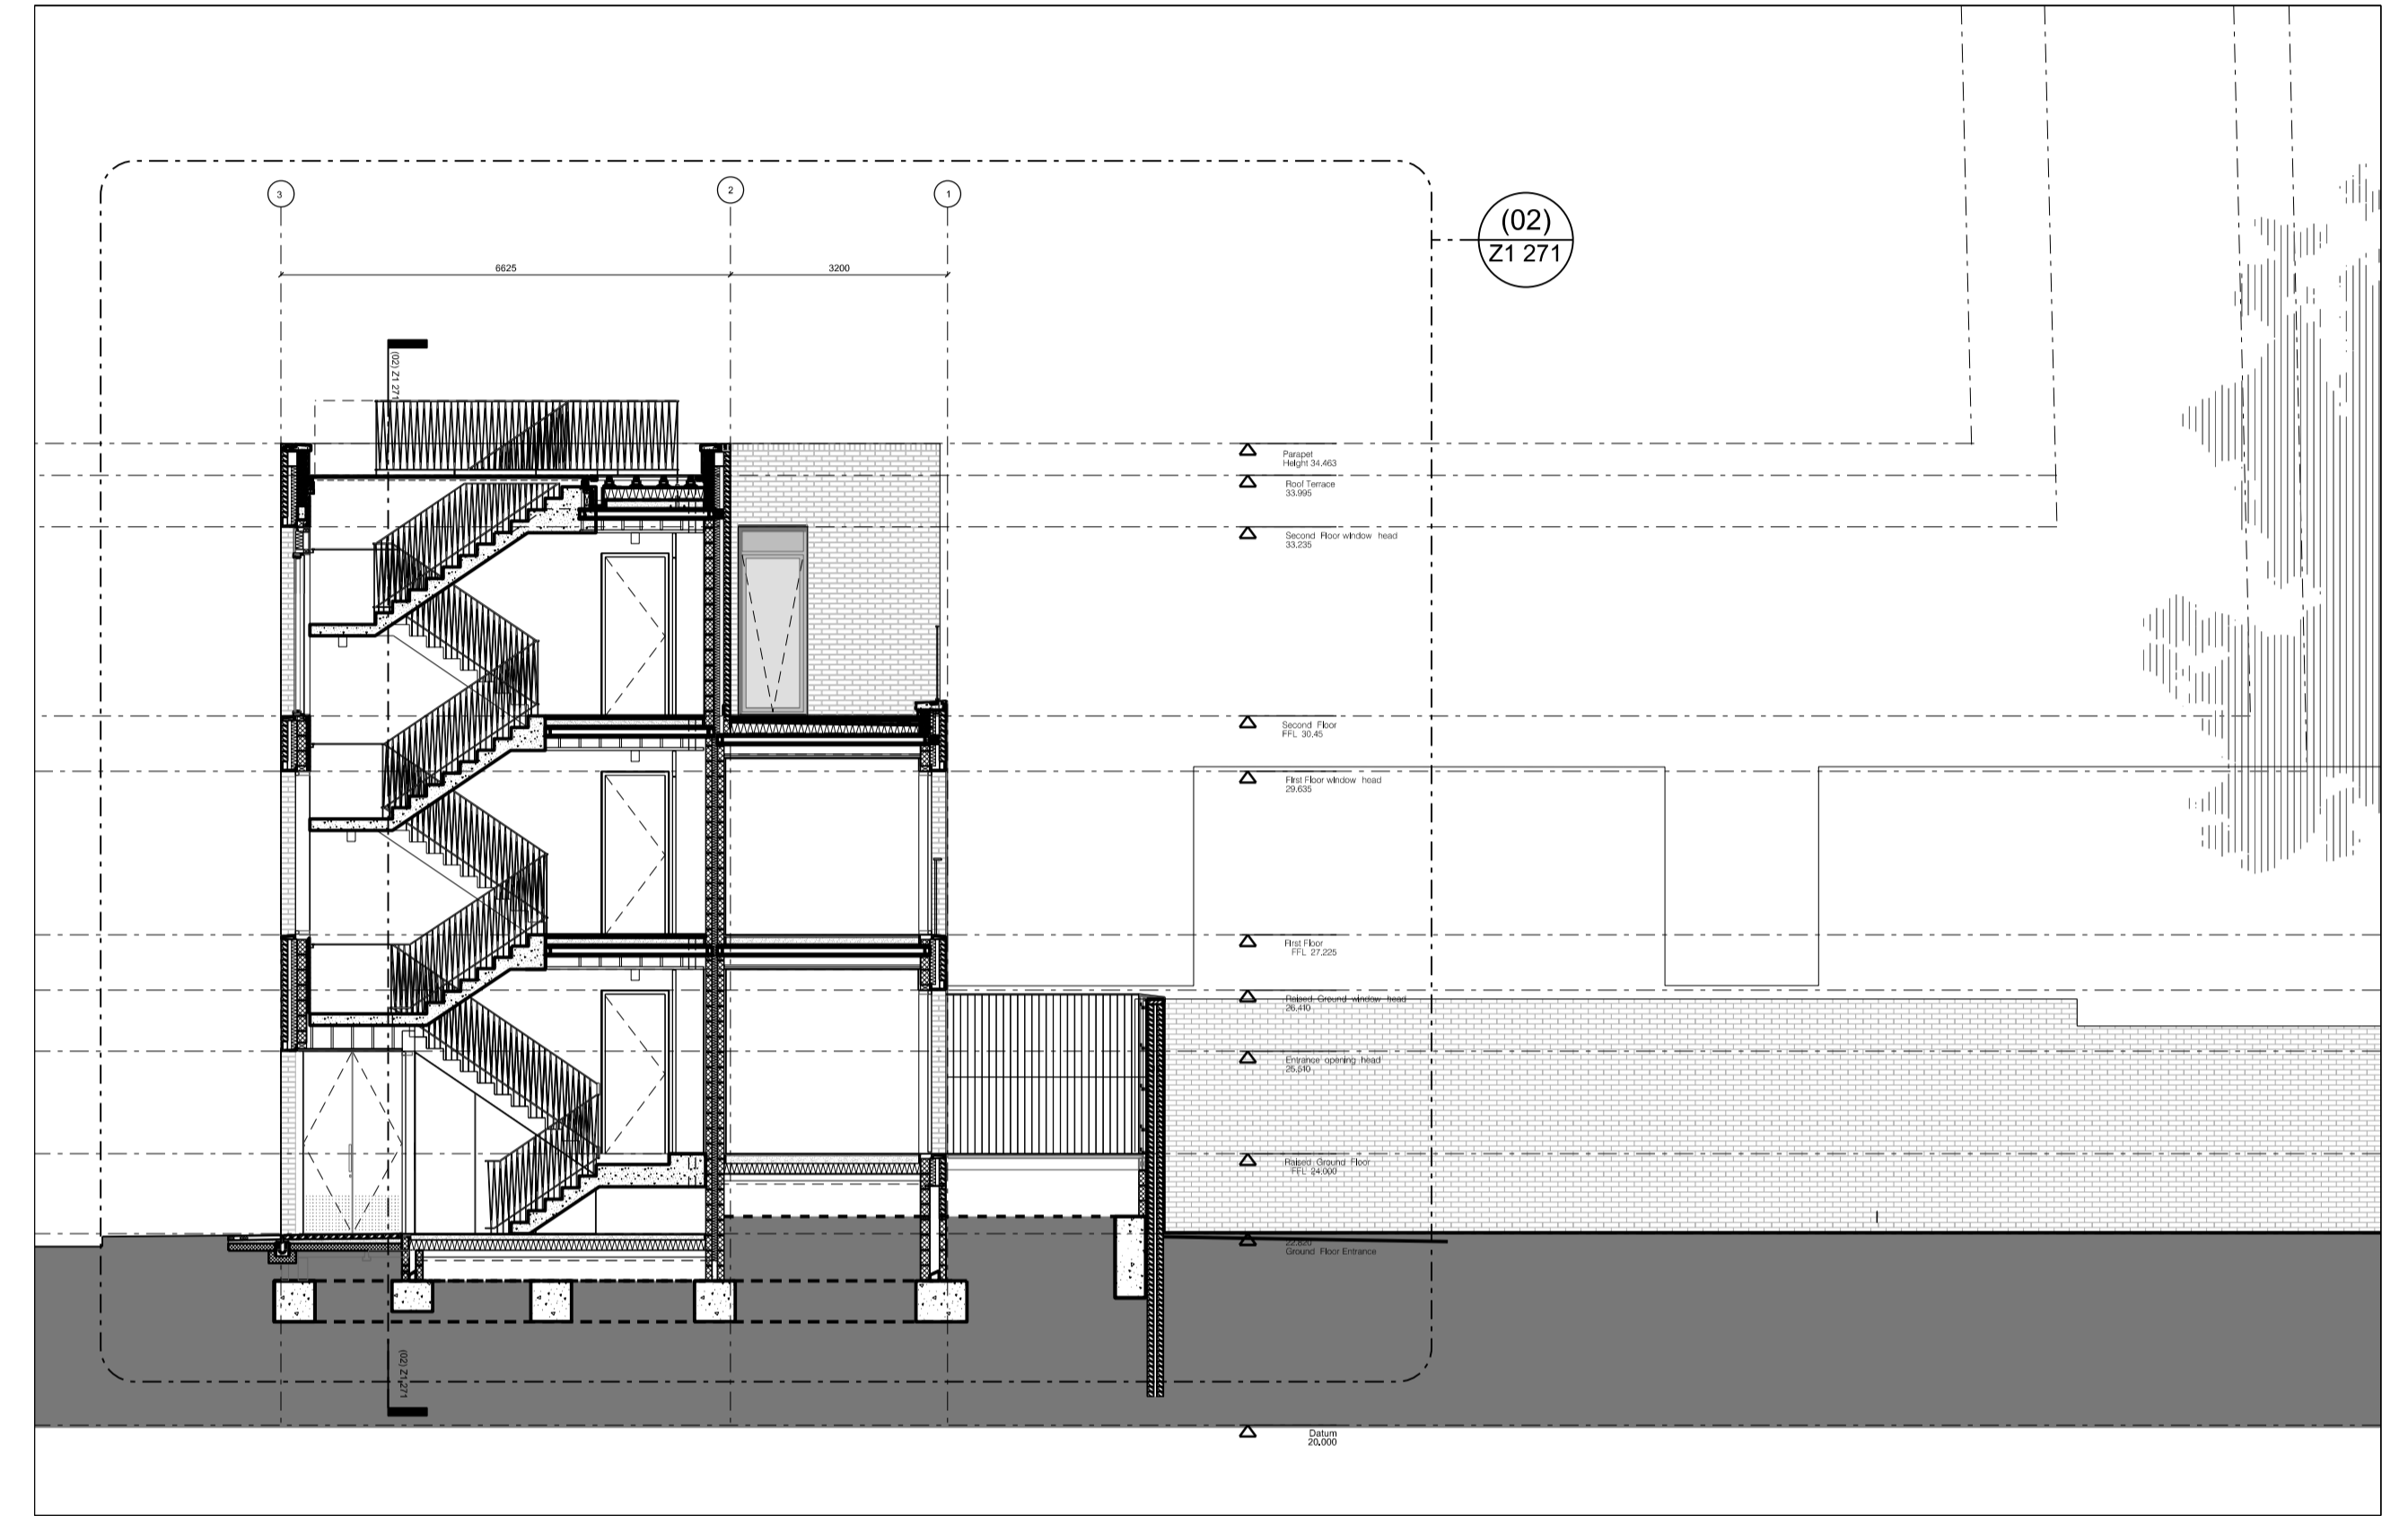 3
2
1
(02)
Z1 271
6625
3200
(02) Z1 271
Parapet
Height 34.463
Roof Terrace
33.995
Second Floor window head
33.235
Second Floor
FFL 30.45
First Floor window head
29.635
First Floor
FFL 27.225
Raised Ground window head
26.410
Entrance opening head
25.510
Raised Ground Floor
FFL 24.000
22.820
Ground Floor Entrance
(02) Z1 271
Datum
20.000